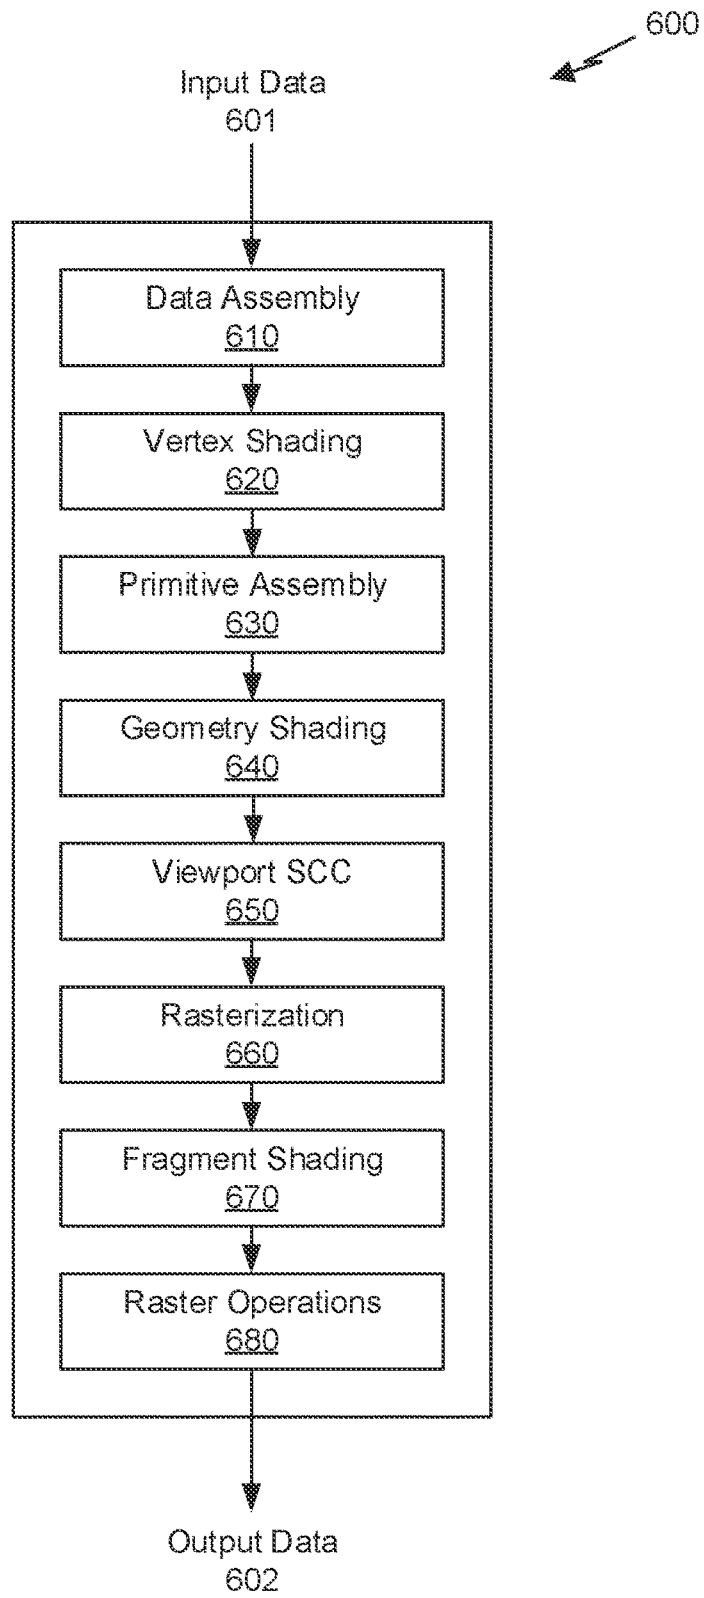 600
Input Data
601
Data Assembly
610
Vertex Shading
620
Primitive Assembly
630
Geometry Shading
640
Viewport SCC
650
Rasterization
660
Fragment Shading
670
Raster Operations
680
Output Data
602